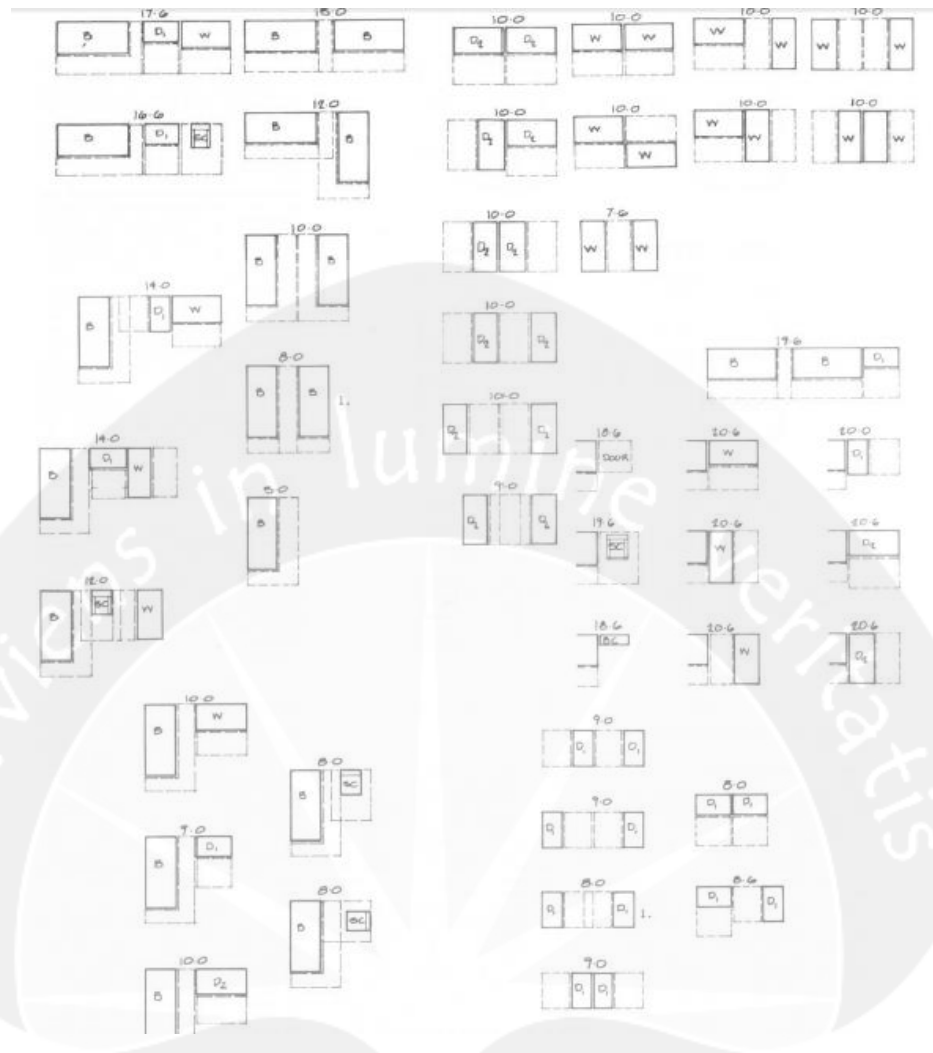 17-6 18-0 10-0 10-0 10-0 10-0
B D1 W B B D2 D2 W W W W W W
16-6 12-0 10-0 10-0 10-0 10-0
B D1 BC B B D2 D2 W W W W W W
10-0 10-0 7-6
B B D2 D2 W W
14-0 10-0
B D1 W D2 D2
8-0 19-6
B B 1. B B D1
10-0
D2 D2
14-0 18-6 20-6 20-0
B D1 W DOOR W D1
8-0 9-0
B D2 D2
19-6 20-6 20-6
BC W D2
12-0
B BC W
18-6 20-6 20-6
BC W D2
10-0 9-0
B W D1 D1
8-0 8-0
B BC D1 D1
9-0 9-0
B D1 D1 D1
8-0 8-0 8-6
B BC D1 D1 1. D1 D1
10-0 9-0
B D2 D1 D1
viens in lumine veritatis